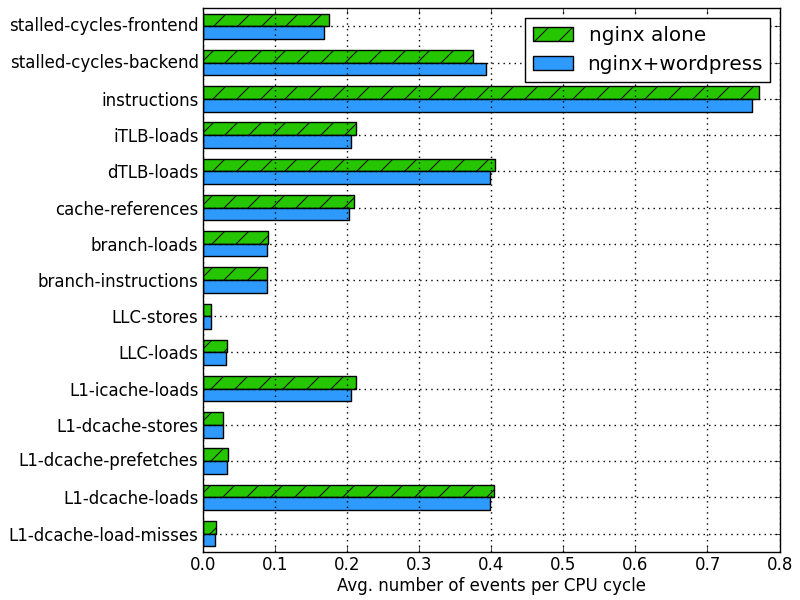 stalled-cycles-frontend
stalled-cycles-backend
instructions
iTLB-loads
dTLB-loads
cache-references
branch-loads
branch-instructions
LLC-stores
LLC-loads
L1-icache-loads
L1-dcache-stores
L1-dcache-prefetches
L1-dcache-loads
L1-dcache-load-misses
nginx alone
nginx+wordpress
0.0 0.1 0.2 0.3 0.4 0.5 0.6 0.7 0.8
Avg. number of events per CPU cycle